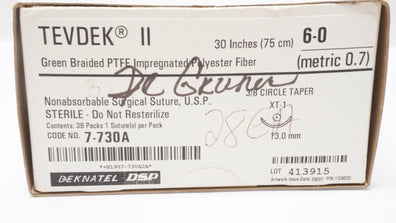 TEVDEK® II
30 Inches (75 cm) 6-0
Green Braided PTFE Impregnated Polyester Fiber (metric 0.7)
Nonabsorbable Surgical Suture, U.S.P.
STERILE - Do Not Resterilize
Contents: 36 Packs 1 Suture(s) per Pack
CODE NO. 7-730A
3/8 CIRCLE TAPER
XT-1
13.0 mm
*+H1967-730A2A*
DEKNATEL DSP
LOT 413915